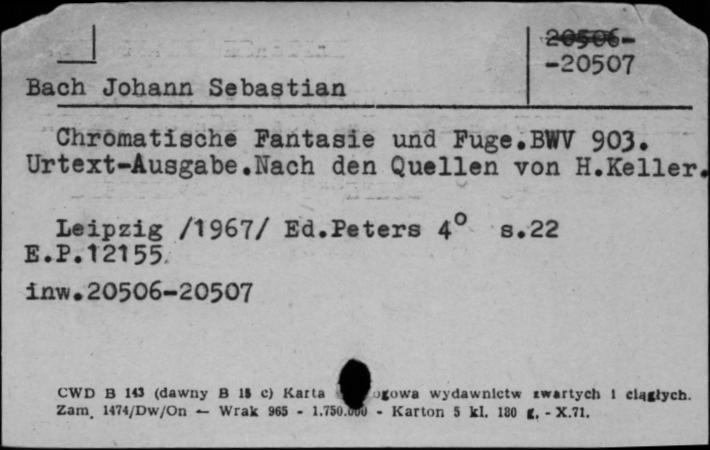 20506-
-20507
Bach Johann Sebastian
Chromatische Fantasie und Fuge.BWV 903.
Urtext-Ausgabe.Nach den Quellen von H.Keller.
Leipzig /1967/ Ed.Peters 4° s.22
E.P.12155.
inw.20506-20507
CWD B 143 (dawny B 15 c) Karta wydawnictw zwartych i ciągłych.
Zam. 1474/Dw/On — Wrak 965 - 1.750.000 - Karton 5 kl. 180 g. - X.71.